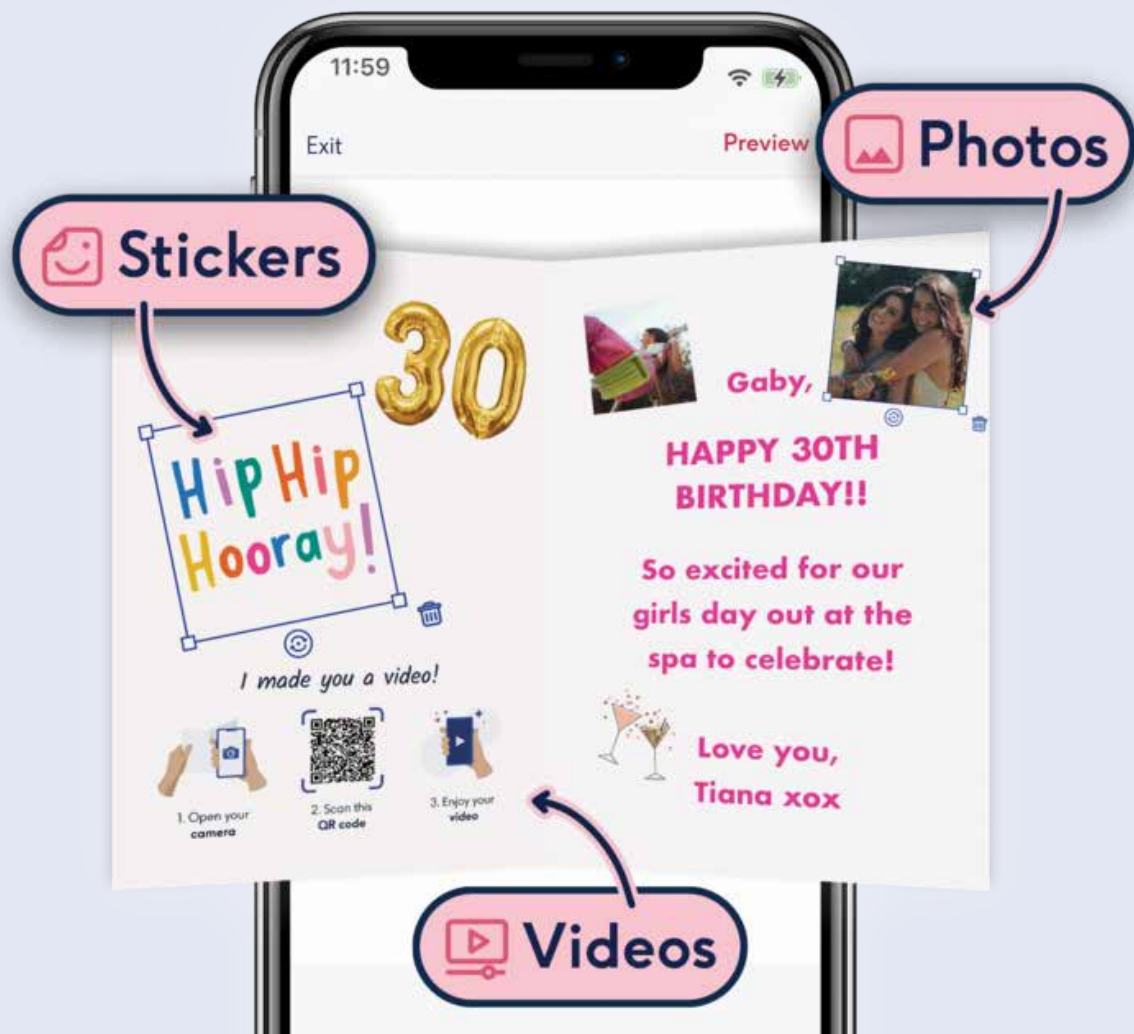 11:59
Exit
Preview
Photos
Stickers
30
Hip Hip
Hooray!
I made you a video!
1. Open your
camera
2. Scan this
QR code
3. Enjoy your
video
Gaby,
HAPPY 30TH
BIRTHDAY!!
So excited for our
girls day out at the
spa to celebrate!
Love you,
Tiana xox
Videos